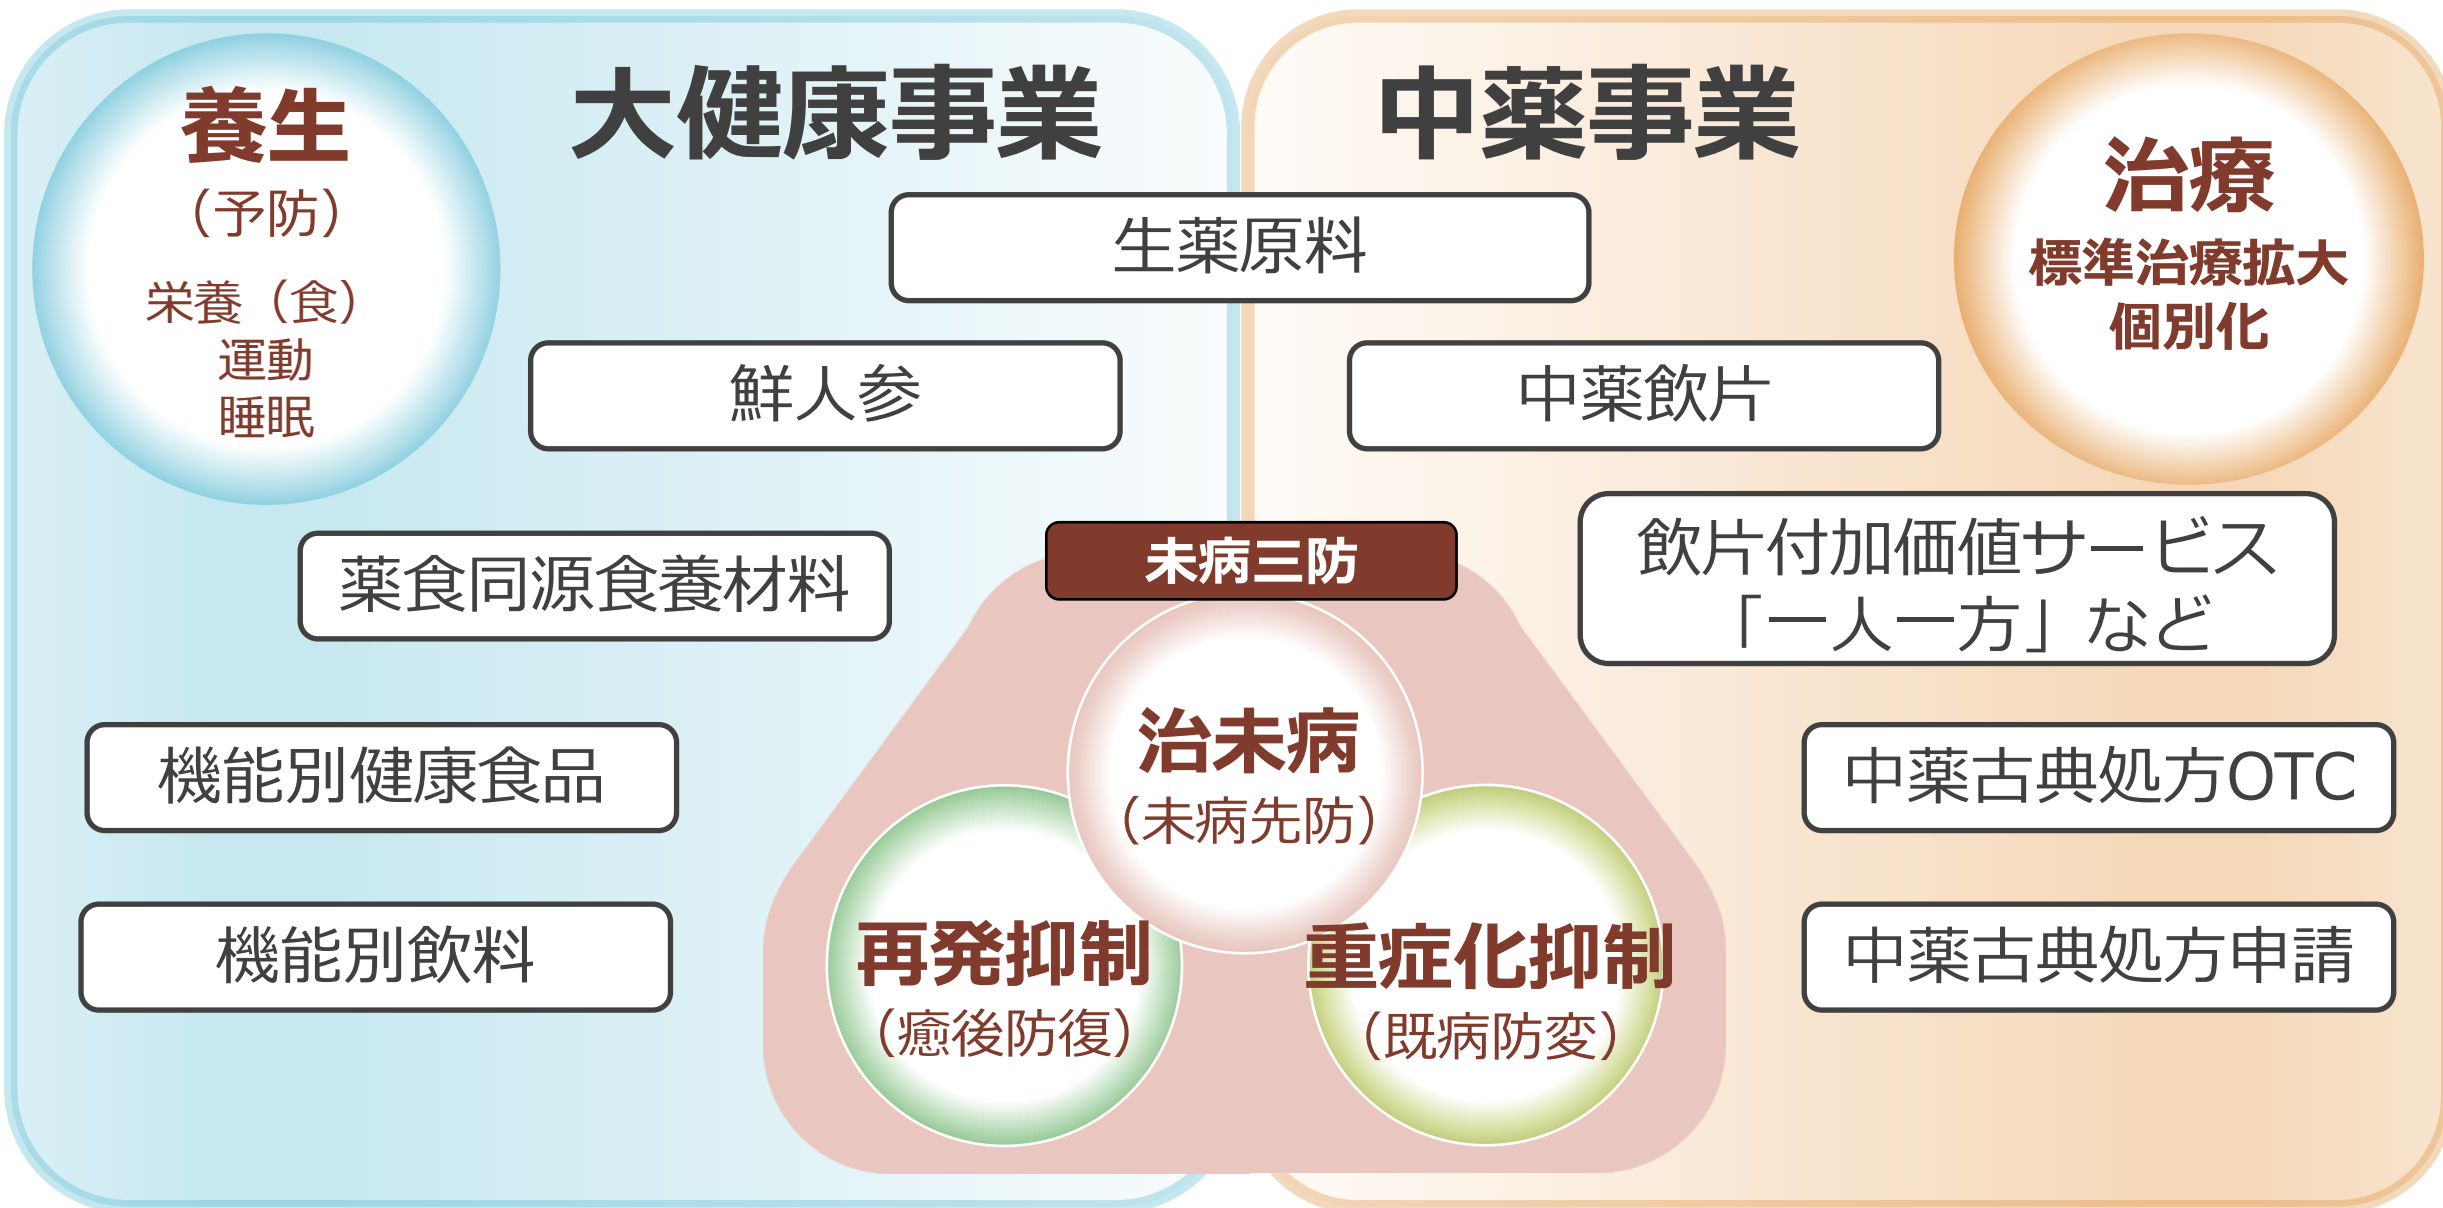 大健康事業
養生
（予防）
栄養（食）
運動
睡眠
中薬事業
治療
標準治療拡大
個別化
生薬原料
鮮人参
中薬飲片
薬食同源食養材料
飲片付加価値サービス
「一人一方」など
機能別健康食品
中薬古典処方OTC
機能別飲料
中薬古典処方申請
未病三防
治未病
（未病先防）
再発抑制
（癒後防復）
重症化抑制
（既病防変）